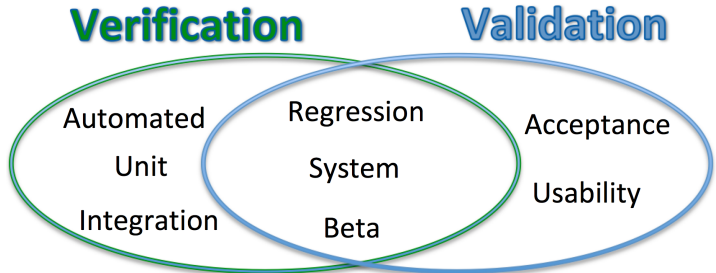 Verification
Validation
Automated
Unit
Integration
Regression
System
Beta
Acceptance
Usability